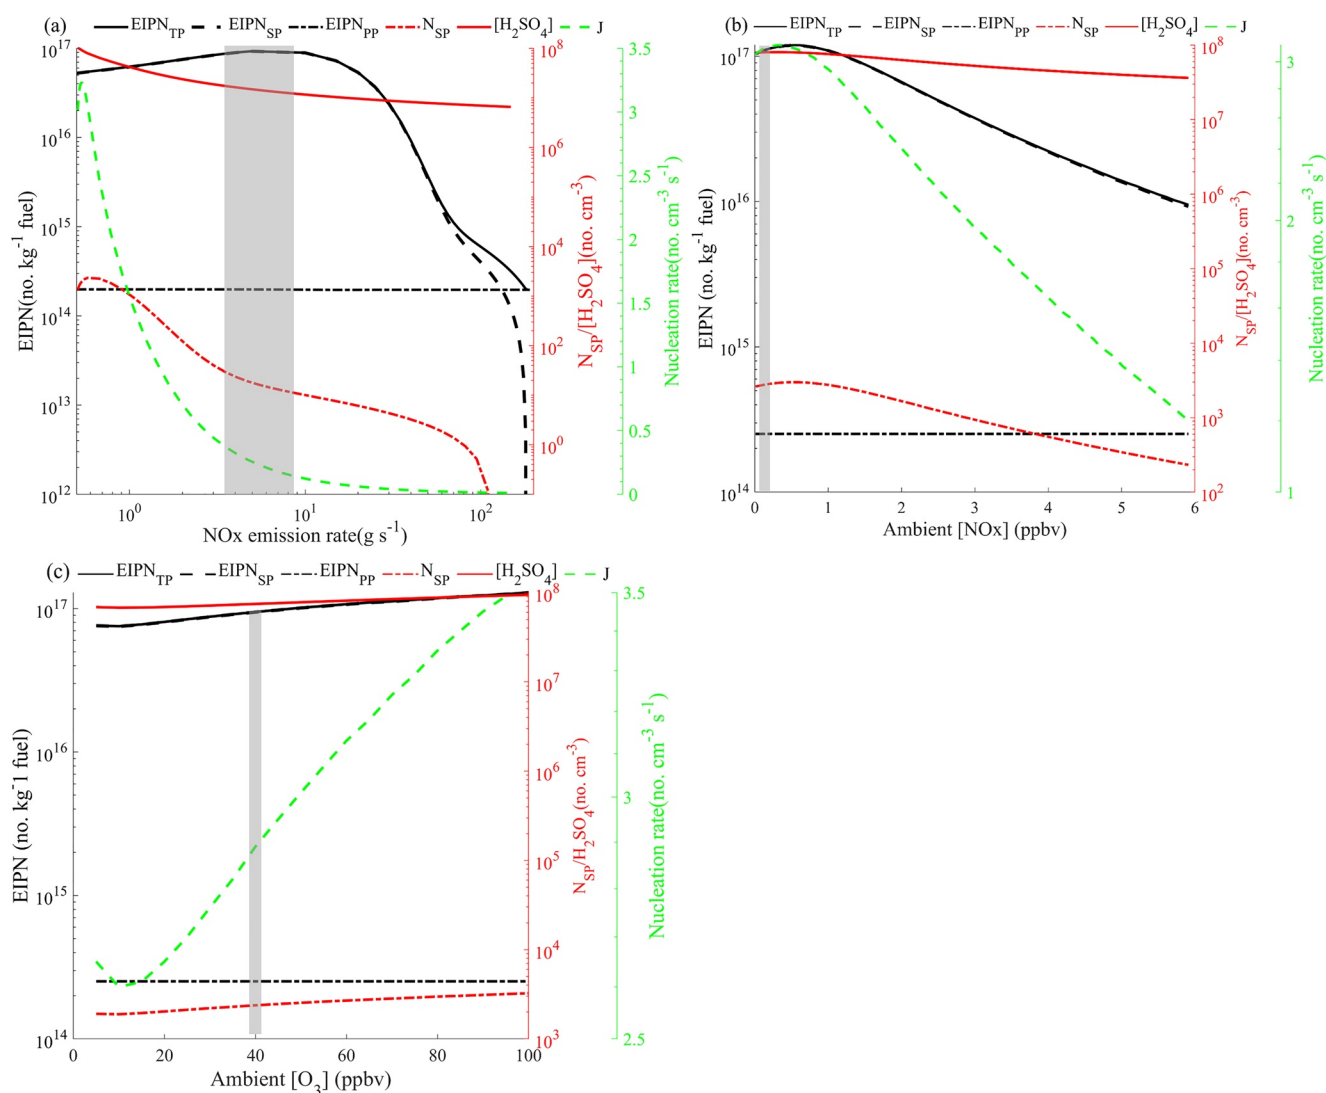 (a) EIPN_TP EIPN_SP EIPN_PP N_SP [H_2SO_4] J
10^17
10^16
10^15
10^14
10^13
10^12
EIPN(no. kg^-1 fuel)
10^0 10^1 10^2
NOx emission rate(g s^-1)
10^8
10^6
10^4
10^2
10^0
N_SP/[H_2SO_4](no. cm^-3)
3.5
3
2.5
2
1.5
1
0.5
0
Nucleation rate(no. cm^-3 s^-1)
(b) EIPN_TP EIPN_SP EIPN_PP N_SP [H_2SO_4] J
10^17
10^16
10^15
10^14
EIPN (no. kg^-1 fuel)
0 1 2 3 4 5 6
Ambient [NOx] (ppbv)
10^8
10^7
10^6
10^5
10^4
10^3
10^2
N_SP/[H_2SO_4](no. cm^-3)
3
2
1
Nucleation rate(no. cm^-3 s^-1)
(c) EIPN_TP EIPN_SP EIPN_PP N_SP [H_2SO_4] J
10^17
10^16
10^15
10^14
EIPN (no. kg^-1 fuel)
0 20 40 60 80 100
Ambient [O_3] (ppbv)
10^8
10^7
10^6
10^5
10^4
10^3
N_SP/H_2SO_4(no. cm^-3)
3.5
3
2.5
Nucleation rate(no. cm^-3 s^-1)